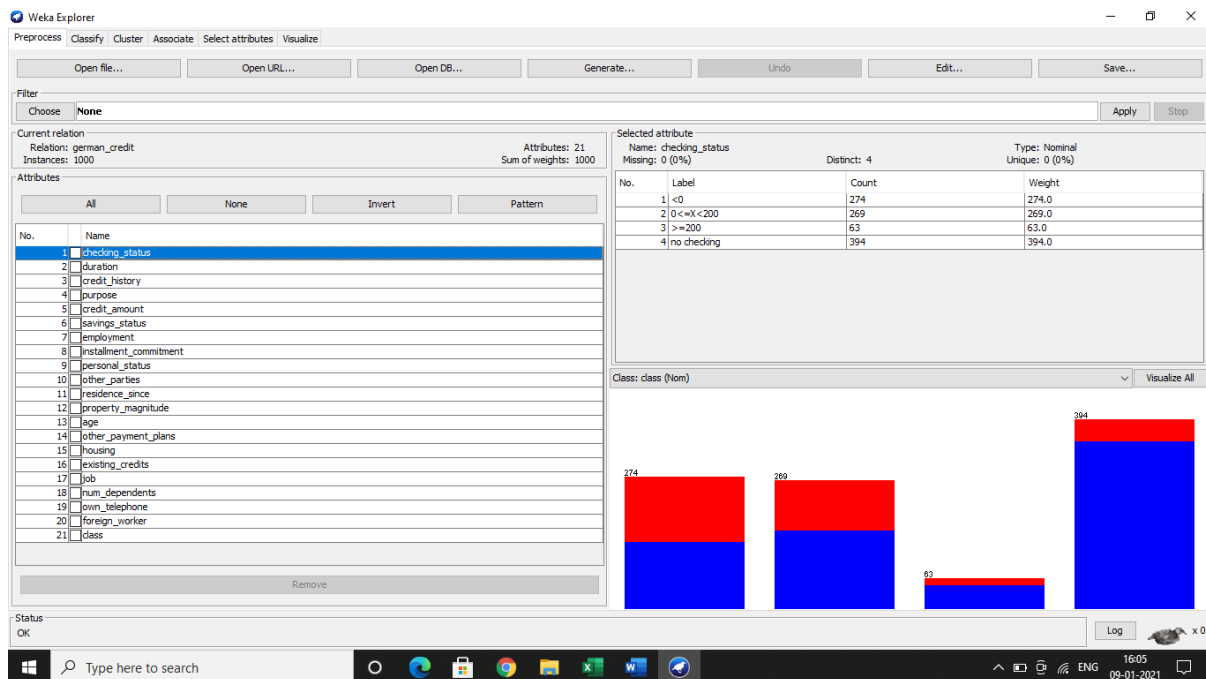 Weka Explorer
Preprocess Classify Cluster Associate Select attributes Visualize
Open file... Open URL... Open DB... Generate... Undo Edit... Save...
Filter
Choose None Apply Stop
Current relation
Relation: german_credit Attributes: 21
Instances: 1000 Sum of weights: 1000
Attributes
All None Invert Pattern
No. Name
1 checking_status
2 duration
3 credit_history
4 purpose
5 credit_amount
6 savings_status
7 employment
8 installment_commitment
9 personal_status
10 other_parties
11 residence_since
12 property_magnitude
13 age
14 other_payment_plans
15 housing
16 existing_credits
17 job
18 num_dependents
19 own_telephone
20 foreign_worker
21 class
Remove
Selected attribute
Name: checking_status Type: Nominal
Missing: 0 (0%) Distinct: 4 Unique: 0 (0%)
No. Label Count Weight
1 <0 274 274.0
2 0<=X<200 269 269.0
3 >=200 63 63.0
4 no checking 394 394.0
Class: class (Nom) Visualize All
274
269
63
394
Status
OK
Log x 0
Type here to search
ENG
16:05
09-01-2021